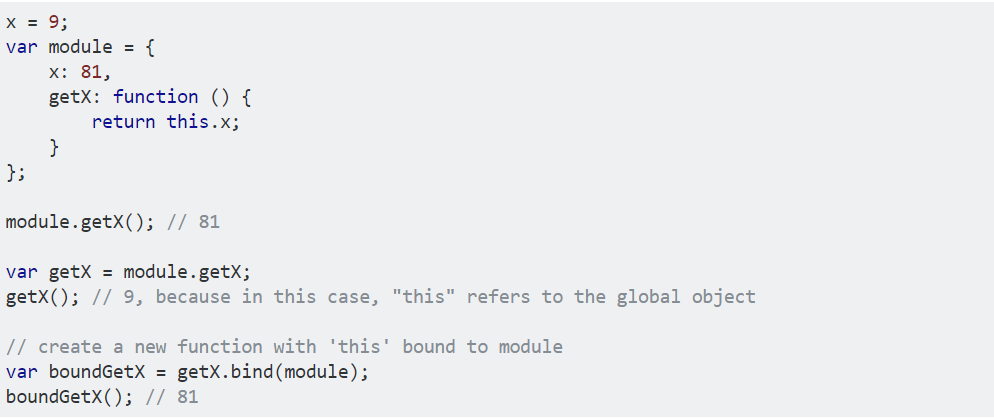 x = 9;
var module = {
    x: 81,
    getX: function () {
        return this.x;
    }
};

module.getX(); // 81

var getX = module.getX;
getX(); // 9, because in this case, "this" refers to the global object

// create a new function with 'this' bound to module
var boundGetX = getX.bind(module);
boundGetX(); // 81